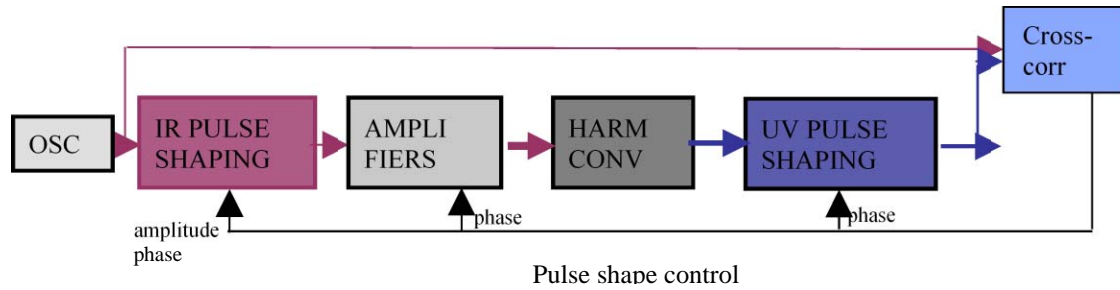 Cross-
corr
OSC
IR PULSE
SHAPING
AMPLI
FIERS
HARM
CONV
UV PULSE
SHAPING
amplitude
phase
phase
phase
Pulse shape control